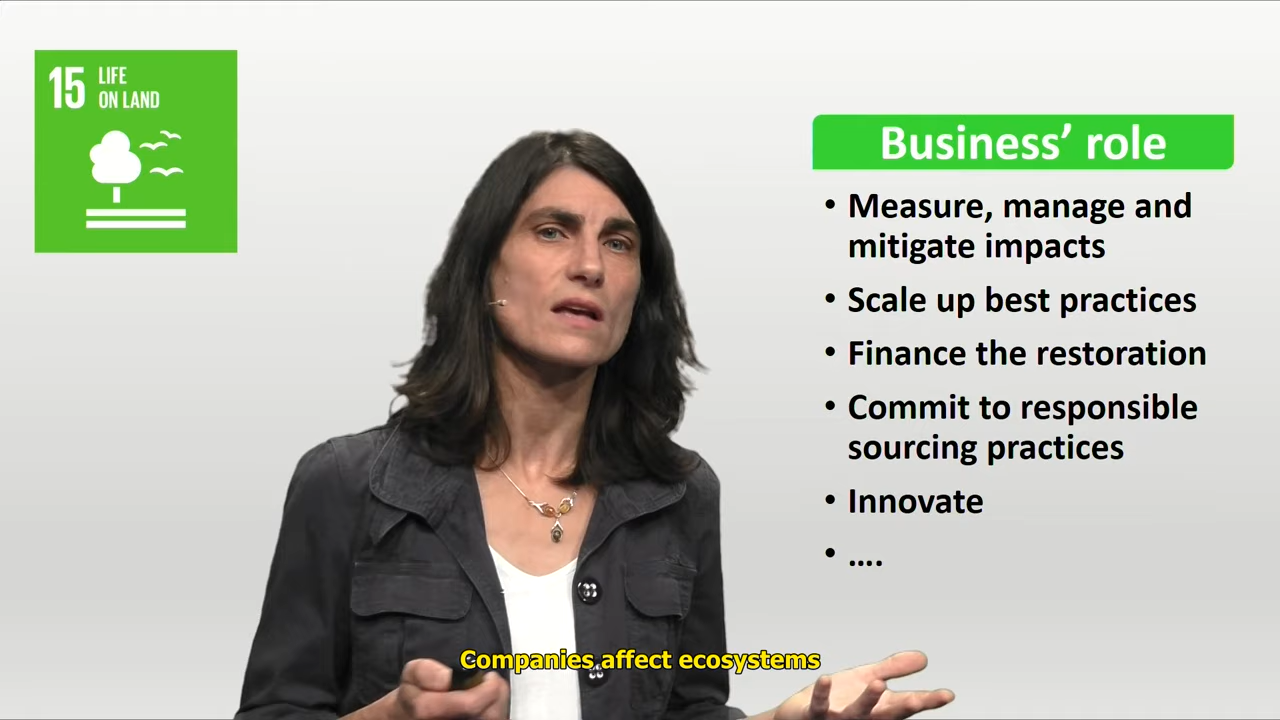 15 LIFE
ON LAND
Business’ role
• Measure, manage and
mitigate impacts
• Scale up best practices
• Finance the restoration
• Commit to responsible
sourcing practices
• Innovate
• ....
Companies affect ecosystems